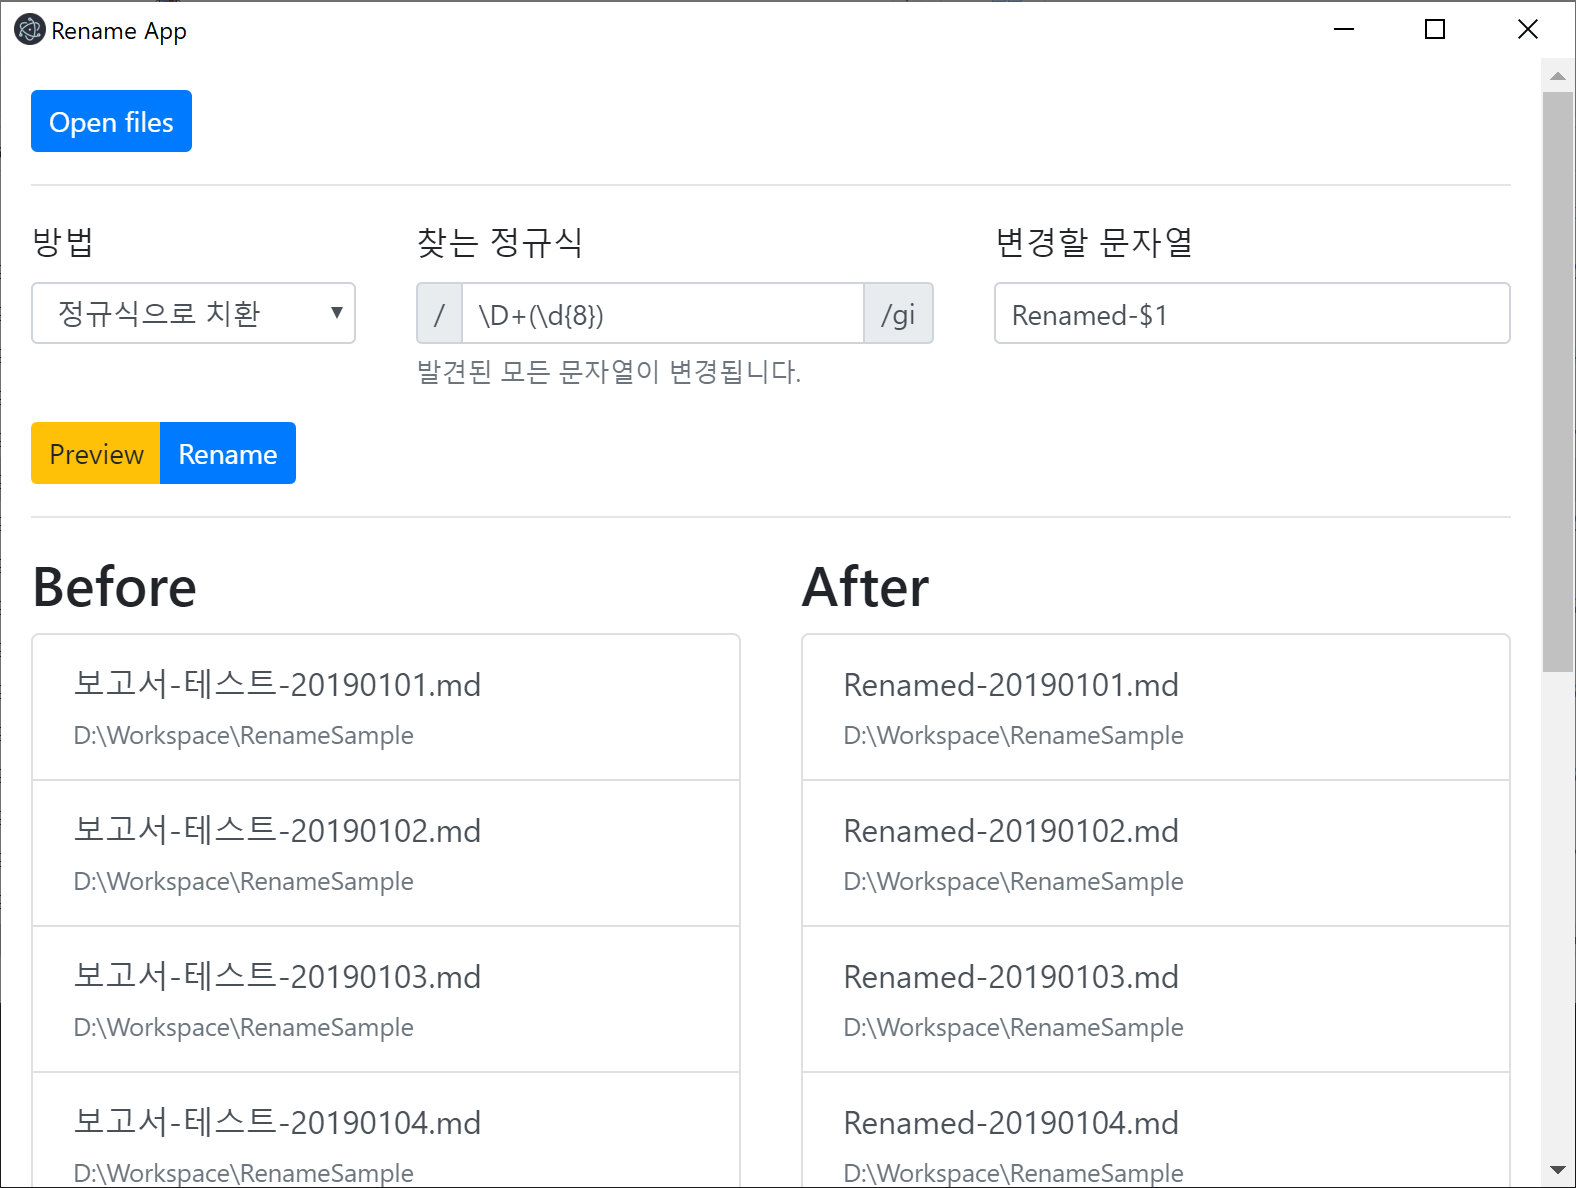 Rename App
Open files
방법
찾는 정규식
변경할 문자열
정규식으로 치환
/ \D+(\d{8}) /gi
Renamed-$1
발견된 모든 문자열이 변경됩니다.
Preview Rename
Before
After
보고서-테스트-20190101.md
D:\Workspace\RenameSample
보고서-테스트-20190102.md
D:\Workspace\RenameSample
보고서-테스트-20190103.md
D:\Workspace\RenameSample
보고서-테스트-20190104.md
D:\Workspace\RenameSample
Renamed-20190101.md
D:\Workspace\RenameSample
Renamed-20190102.md
D:\Workspace\RenameSample
Renamed-20190103.md
D:\Workspace\RenameSample
Renamed-20190104.md
D:\Workspace\RenameSample